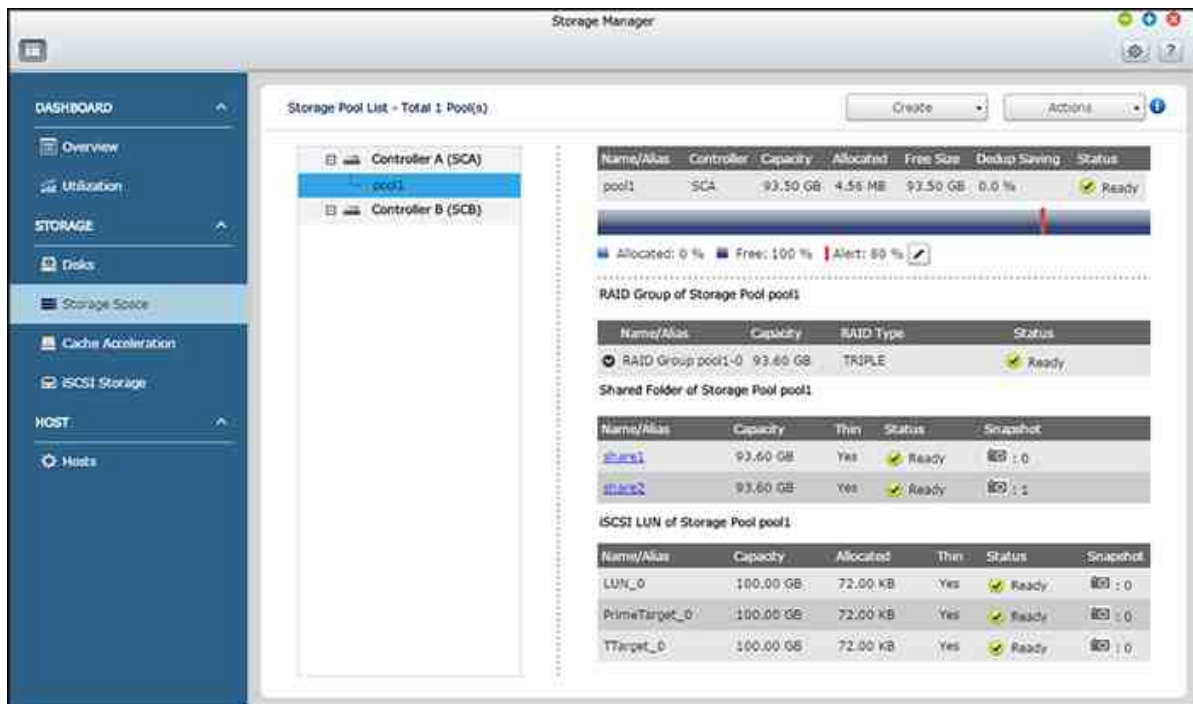 Storage Manager
?
DASHBOARD
Overview
Utilization
STORAGE
Disks
Storage Space
Cache Acceleration
iSCSI Storage
HOST
Hosts
Storage Pool List - Total 1 Pool(s)
Create
Actions
Controller A (SCA)
pool1
Controller B (SCB)
Name/Alias Controller Capacity Allocated Free Size Dedup Saving Status
pool1 SCA 93.50 GB 4.56 MB 93.50 GB 0.0 % Ready
Allocated: 0 % Free: 100 % Alert: 80 %
RAID Group of Storage Pool pool1
Name/Alias Capacity RAID Type Status
RAID Group pool1-0 93.60 GB TRIPLE Ready
Shared Folder of Storage Pool pool1
Name/Alias Capacity Thin Status Snapshot
share1 93.60 GB Yes Ready : 0
share2 93.60 GB Yes Ready : 1
iSCSI LUN of Storage Pool pool1
Name/Alias Capacity Allocated Thin Status Snapshot
LUN_0 100.00 GB 72.00 KB Yes Ready : 0
PrimeTarget_0 100.00 GB 72.00 KB Yes Ready : 0
TTarget_0 100.00 GB 72.00 KB Yes Ready : 0